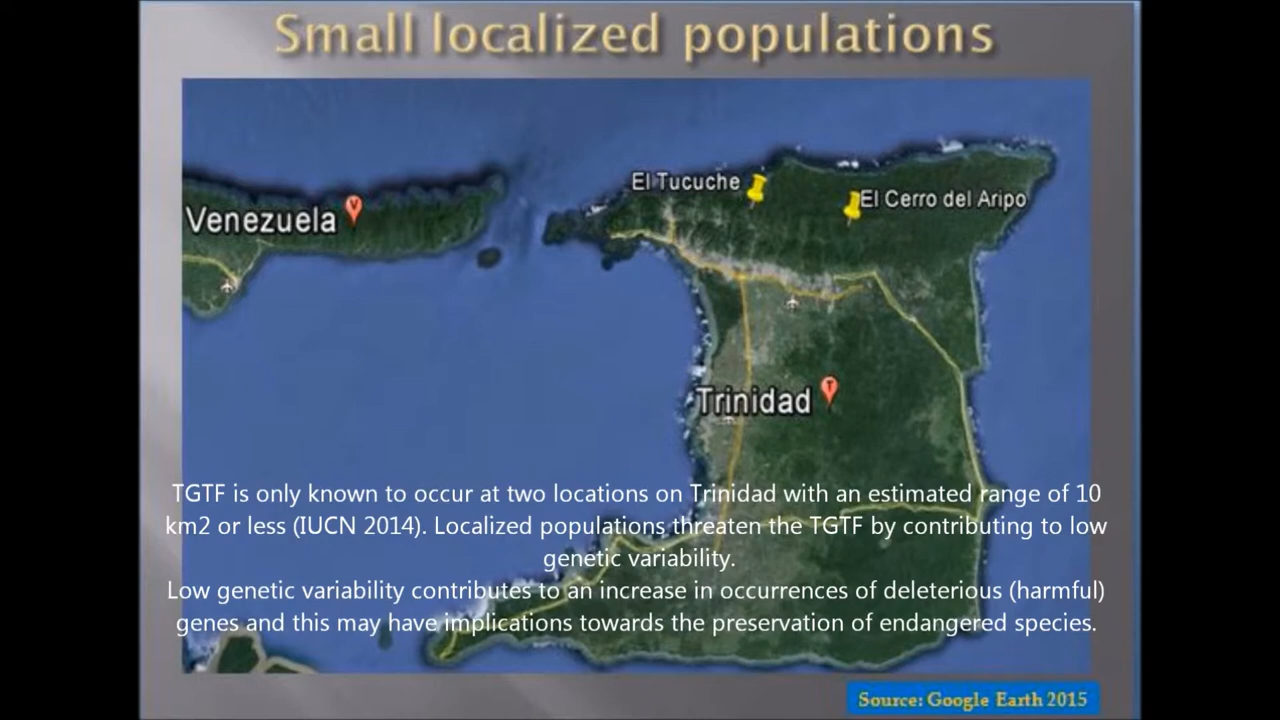 Small localized populations
El Tucuche
El Cerro del Aripo
Venezuela
V
Trinidad
T
TGTF is only known to occur at two locations on Trinidad with an estimated range of 10
km2 or less (IUCN 2014). Localized populations threaten the TGTF by contributing to low
genetic variability.
Low genetic variability contributes to an increase in occurrences of deleterious (harmful)
genes and this may have implications towards the preservation of endangered species.
Source: Google Earth 2015